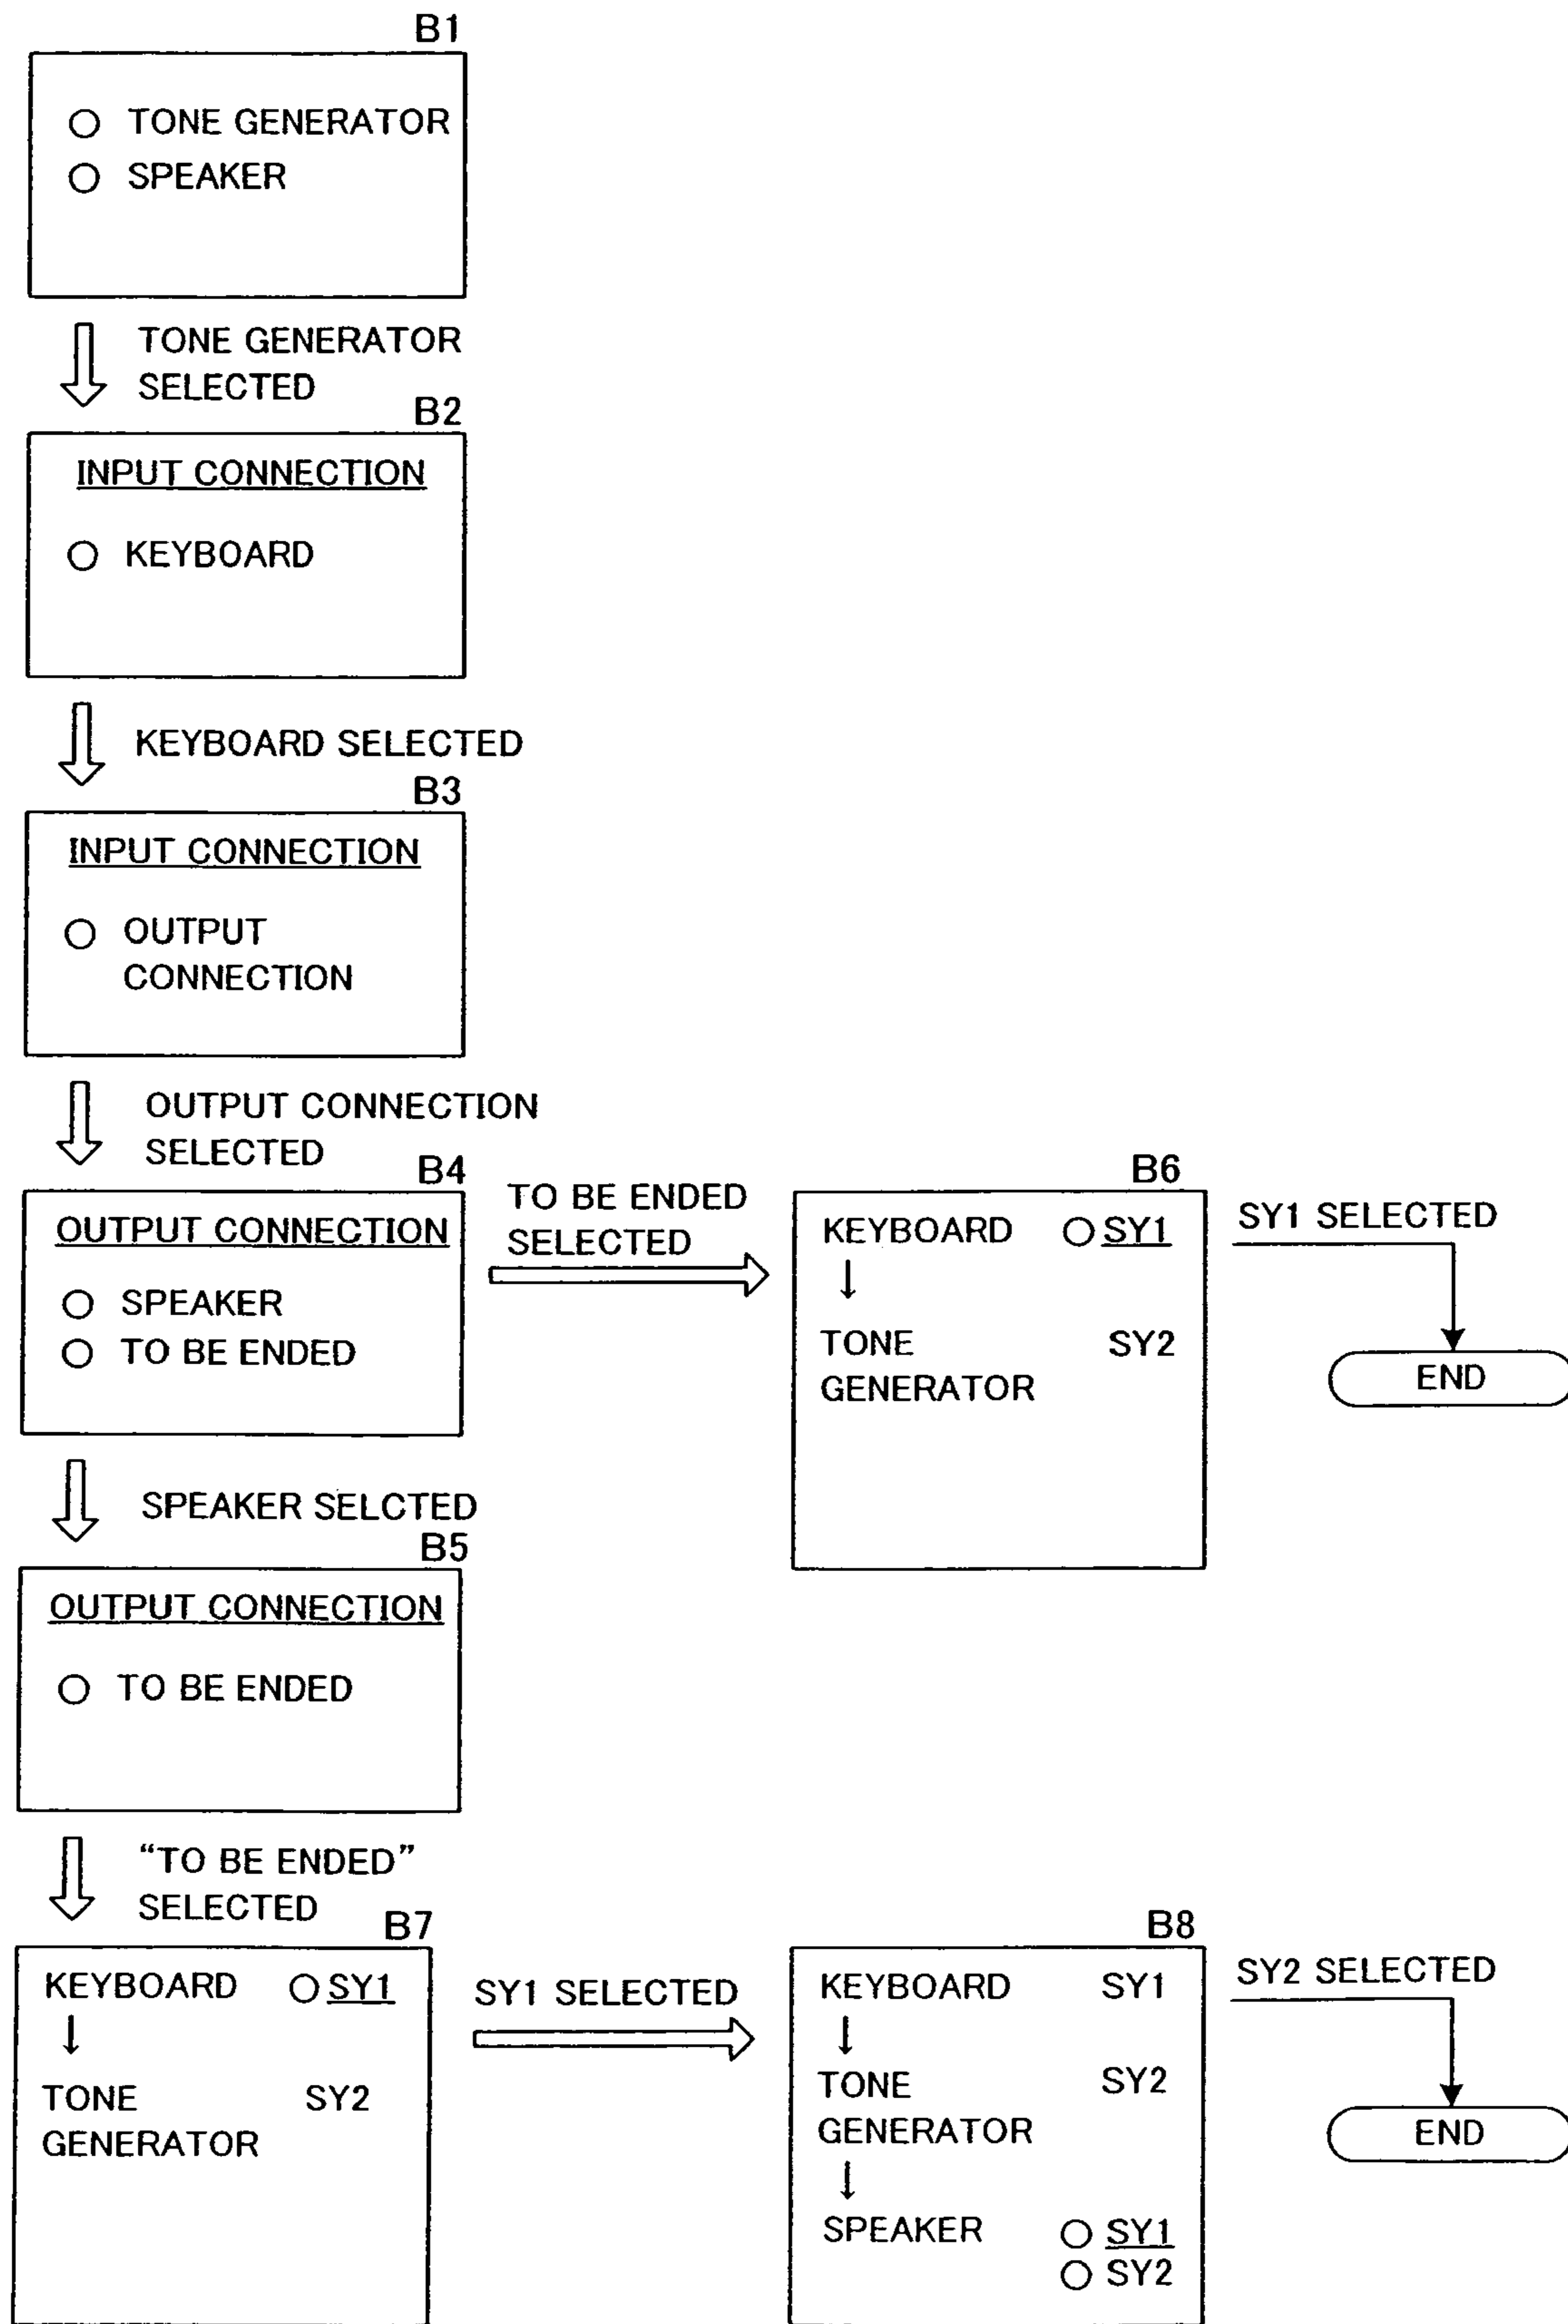 B1
○ TONE GENERATOR
○ SPEAKER
TONE GENERATOR
SELECTED
B2
INPUT CONNECTION
○ KEYBOARD
KEYBOARD SELECTED
B3
INPUT CONNECTION
○ OUTPUT
CONNECTION
OUTPUT CONNECTION
SELECTED
B4
OUTPUT CONNECTION
○ SPEAKER
○ TO BE ENDED
TO BE ENDED
SELECTED
B6
KEYBOARD ○ SY1
↓
TONE SY2
GENERATOR
SY1 SELECTED
END
SPEAKER SELCTED
B5
OUTPUT CONNECTION
○ TO BE ENDED
“TO BE ENDED”
SELECTED
B7
KEYBOARD ○ SY1
↓
TONE SY2
GENERATOR
SY1 SELECTED
B8
KEYBOARD SY1
↓
TONE SY2
GENERATOR
↓
SPEAKER ○ SY1
○ SY2
SY2 SELECTED
END